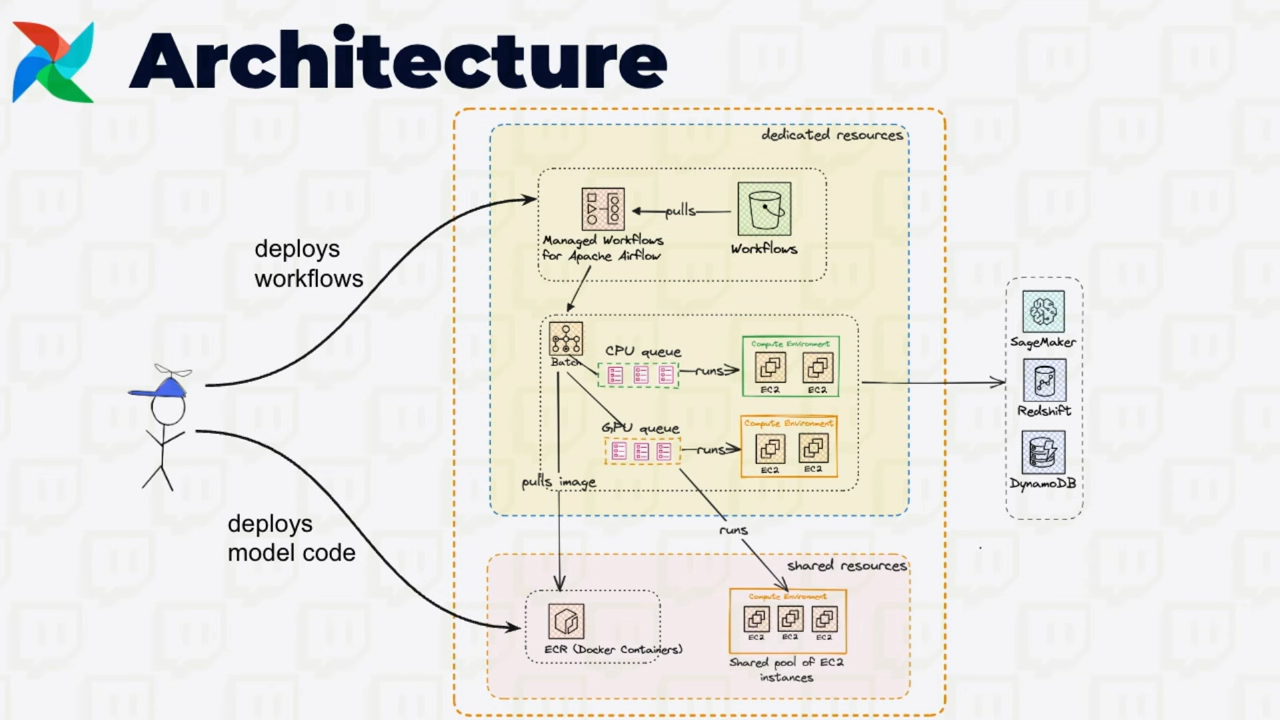 Architecture
dedicated resources
deploys
workflows
pulls
Managed Workflows
for Apache Airflow
Workflows
Batch
CPU queue
runs
Compute Environment
EC2
EC2
GPU queue
runs
Compute Environment
EC2
EC2
pulls image
runs
SageMaker
Redshift
DynamoDB
deploys
model code
shared resources
ECR (Docker Containers)
Compute Environment
EC2
EC2
EC2
Shared pool of EC2
instances